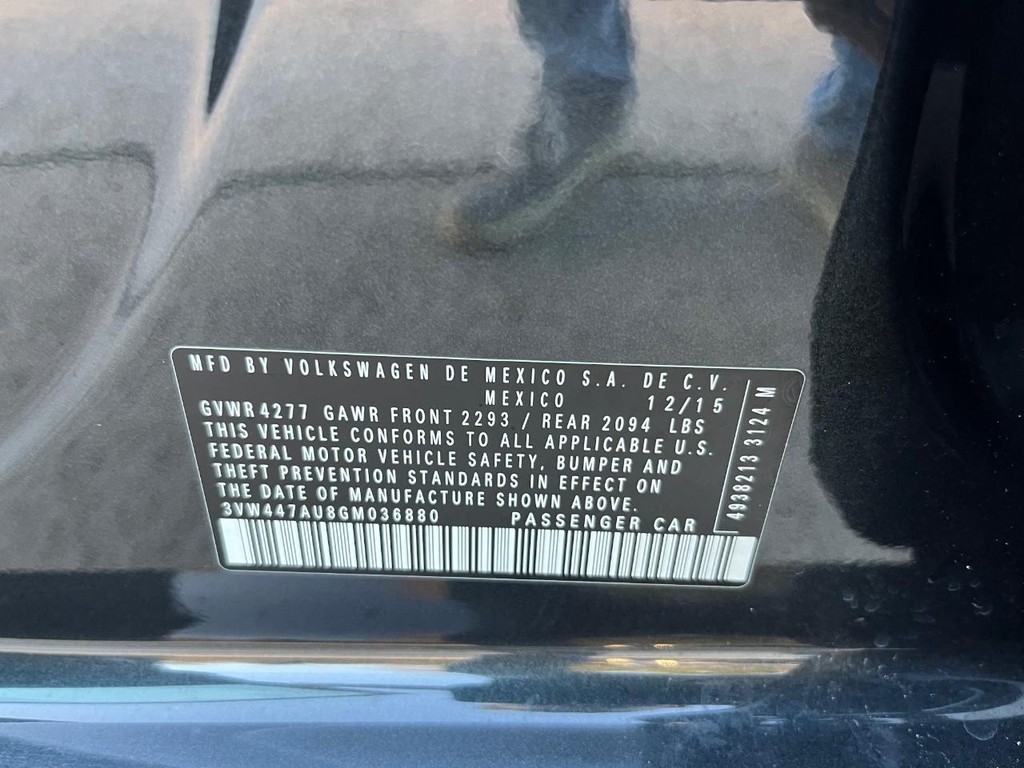 MFD BY VOLKSWAGEN DE MEXICO S.A. DE C.V.
MEXICO 12/15
GVWR 4277 GAWR FRONT 2293 / REAR 2094 LBS
THIS VEHICLE CONFORMS TO ALL APPLICABLE U.S.
FEDERAL MOTOR VEHICLE SAFETY, BUMPER AND
THEFT PREVENTION STANDARDS IN EFFECT ON
THE DATE OF MANUFACTURE SHOWN ABOVE.
3VW447AU8GM036880 PASSENGER CAR
4938213 3124 M